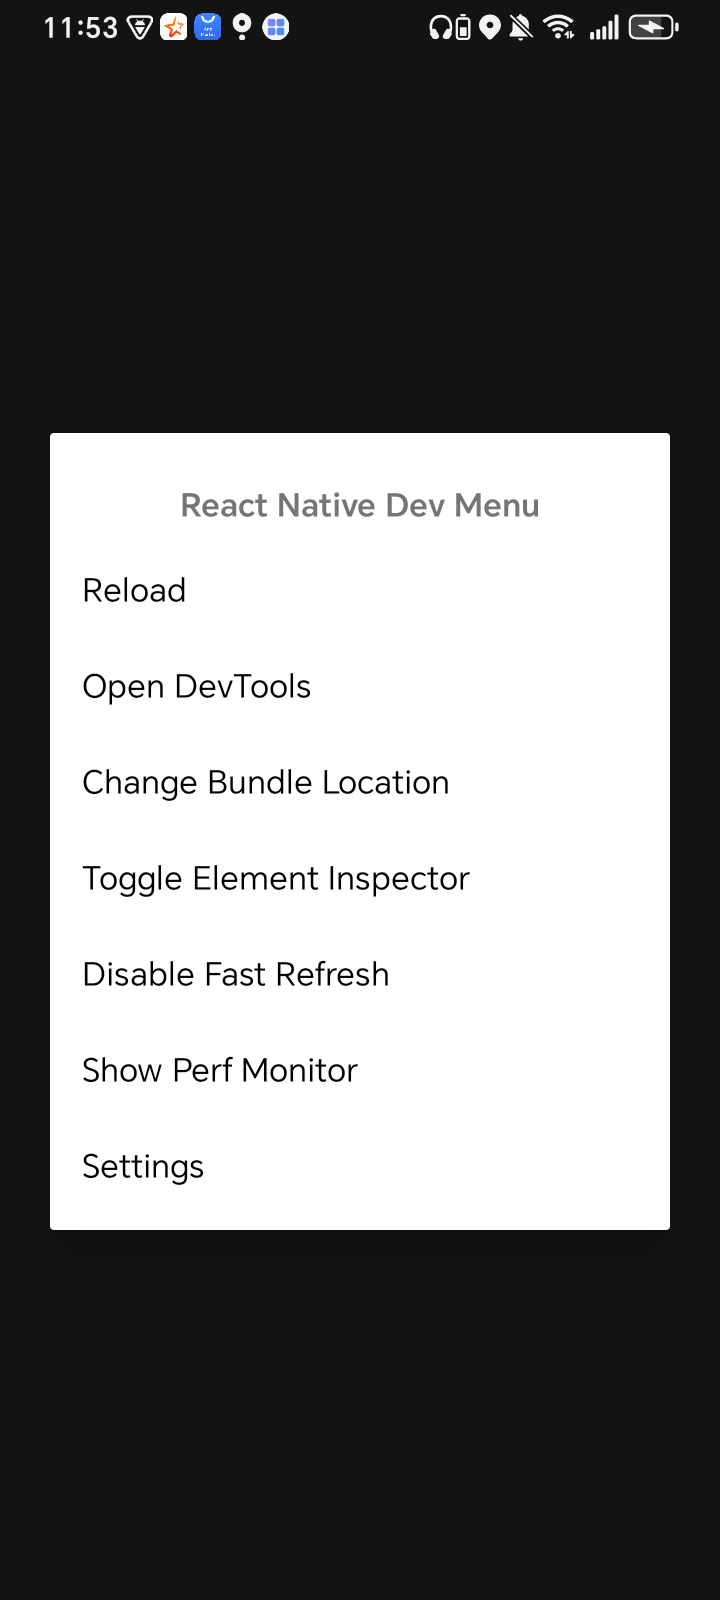 11:53
React Native Dev Menu
Reload
Open DevTools
Change Bundle Location
Toggle Element Inspector
Disable Fast Refresh
Show Perf Monitor
Settings